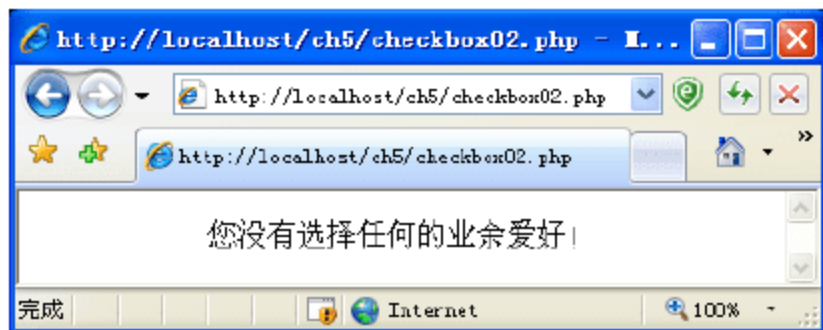 http://localhost/ch5/checkbox02.php - M...
http://localhost/ch5/checkbox02.php
http://localhost/ch5/checkbox02.php
您没有选择任何的业余爱好!
完成 Internet 100%